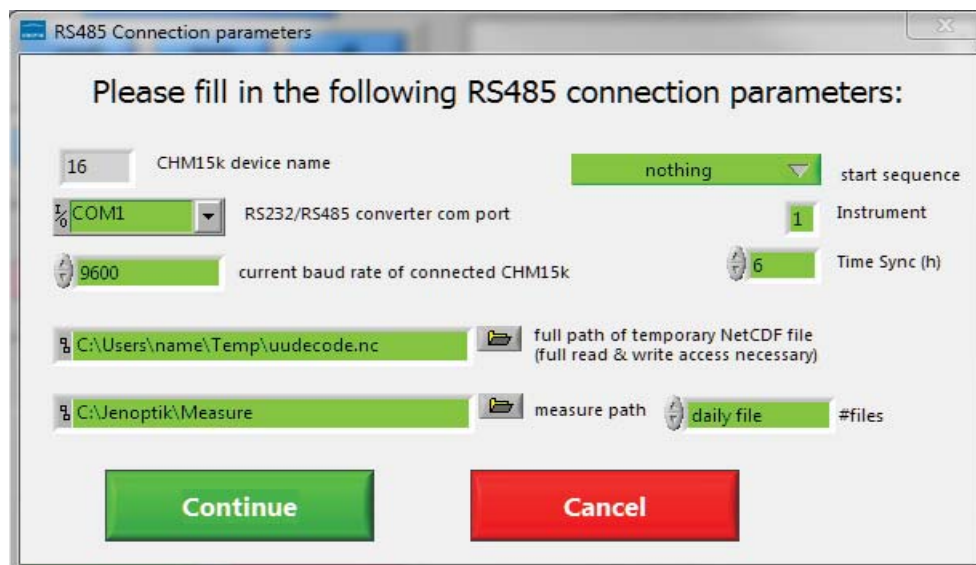 RS485 Connection parameters
Please fill in the following RS485 connection parameters:
16 CHM15k device name
nothing start sequence
COM1 RS232/RS485 converter com port
1 Instrument
9600 current baud rate of connected CHM15k
6 Time Sync (h)
C:\Users\name\Temp\uudecode.nc
full path of temporary NetCDF file
(full read & write access necessary)
C:\Jenoptik\Measure measure path daily file #files
Continue Cancel